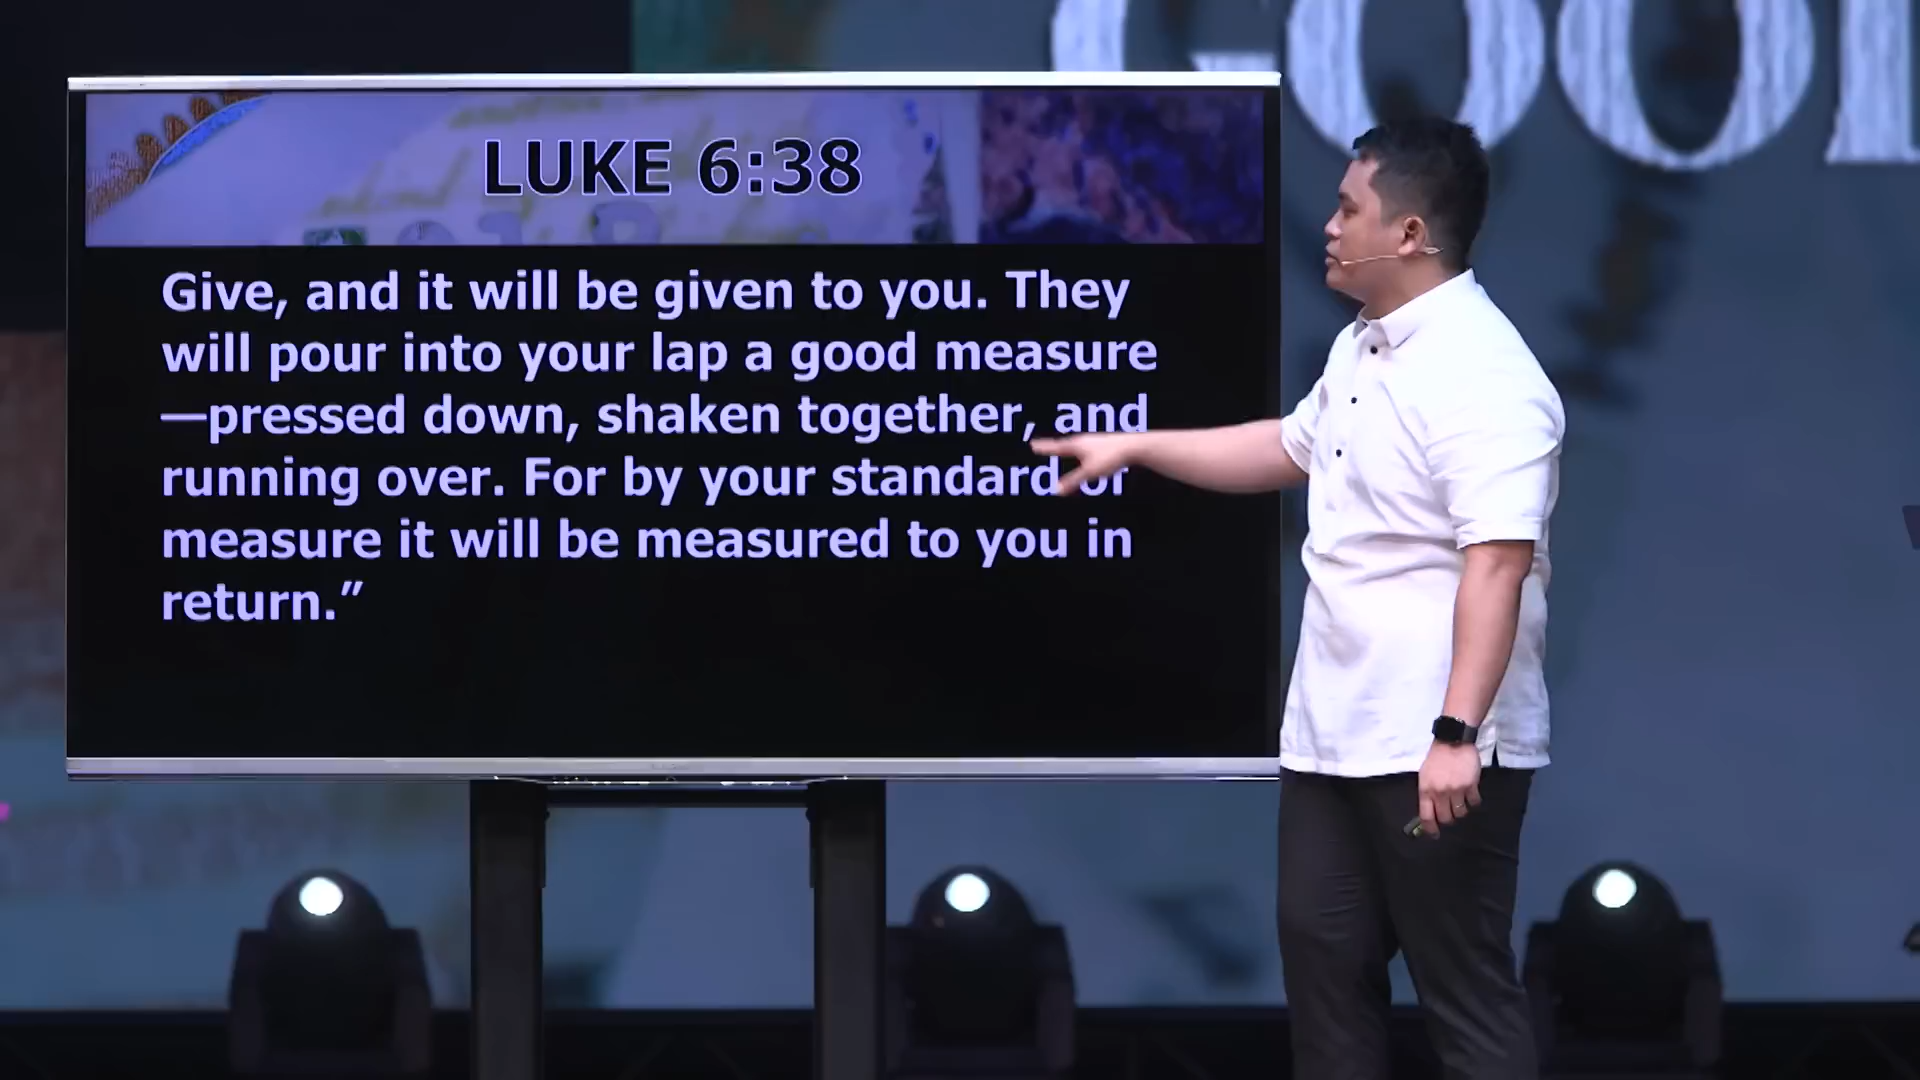 LUKE 6:38
Give, and it will be given to you. They
will pour into your lap a good measure
—pressed down, shaken together, and
running over. For by your standard of
measure it will be measured to you in
return.”